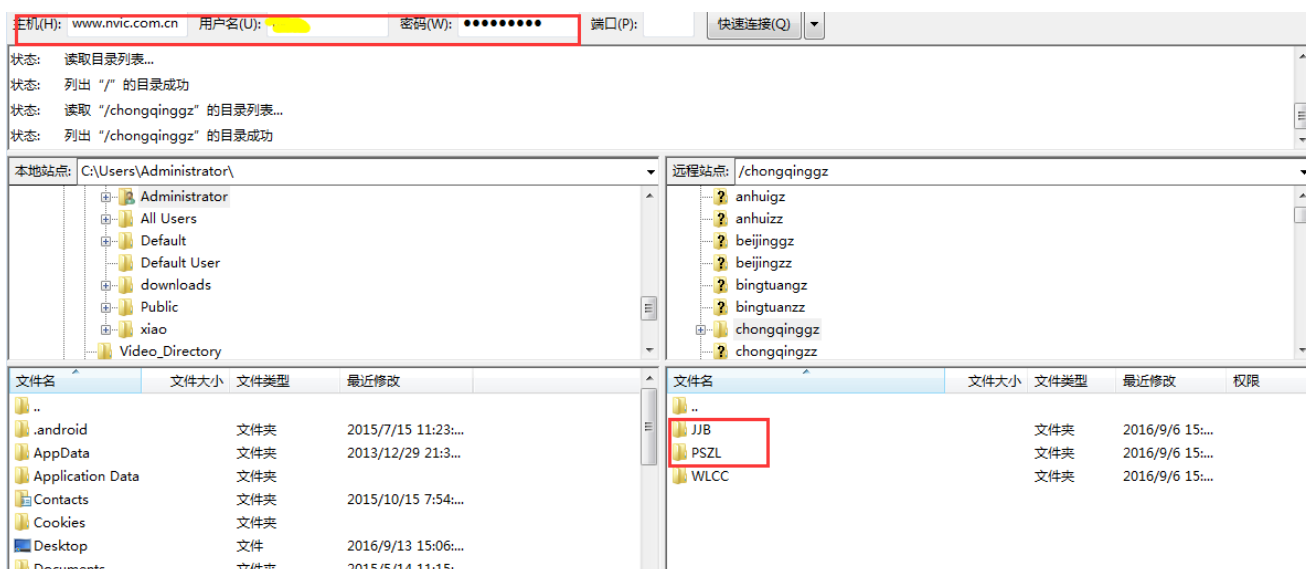 主机(H): www.nvic.com.cn 用户名(U): 密码(W): ●●●●●●●●● 端口(P): 快速连接(Q)
状态: 读取目录列表...
状态: 列出“/”的目录成功
状态: 读取“/chongqinggz”的目录列表...
状态: 列出“/chongqinggz”的目录成功
本地站点: C:\Users\Administrator\
Administrator
All Users
Default
Default User
downloads
Public
xiao
Video_Directory
远程站点: /chongqinggz
anhuigz
anhuizz
beijinggz
beijingzz
bingtuangz
bingtuanzz
chongqinggz
chongqingzz
文件名 文件大小 文件类型 最近修改
..
.android 文件夹 2015/7/15 11:23:...
AppData 文件夹 2013/12/29 21:3...
Application Data 文件夹
Contacts 文件夹 2015/10/15 7:54:...
Cookies 文件夹
Desktop 文件 2016/9/13 15:06:...
Documents 文件夹 2015/5/14 11:15:
文件名 文件大小 文件类型 最近修改 权限
..
JJB 文件夹 2016/9/6 15:...
PSZL 文件夹 2016/9/6 15:...
WLCC 文件夹 2016/9/6 15:...